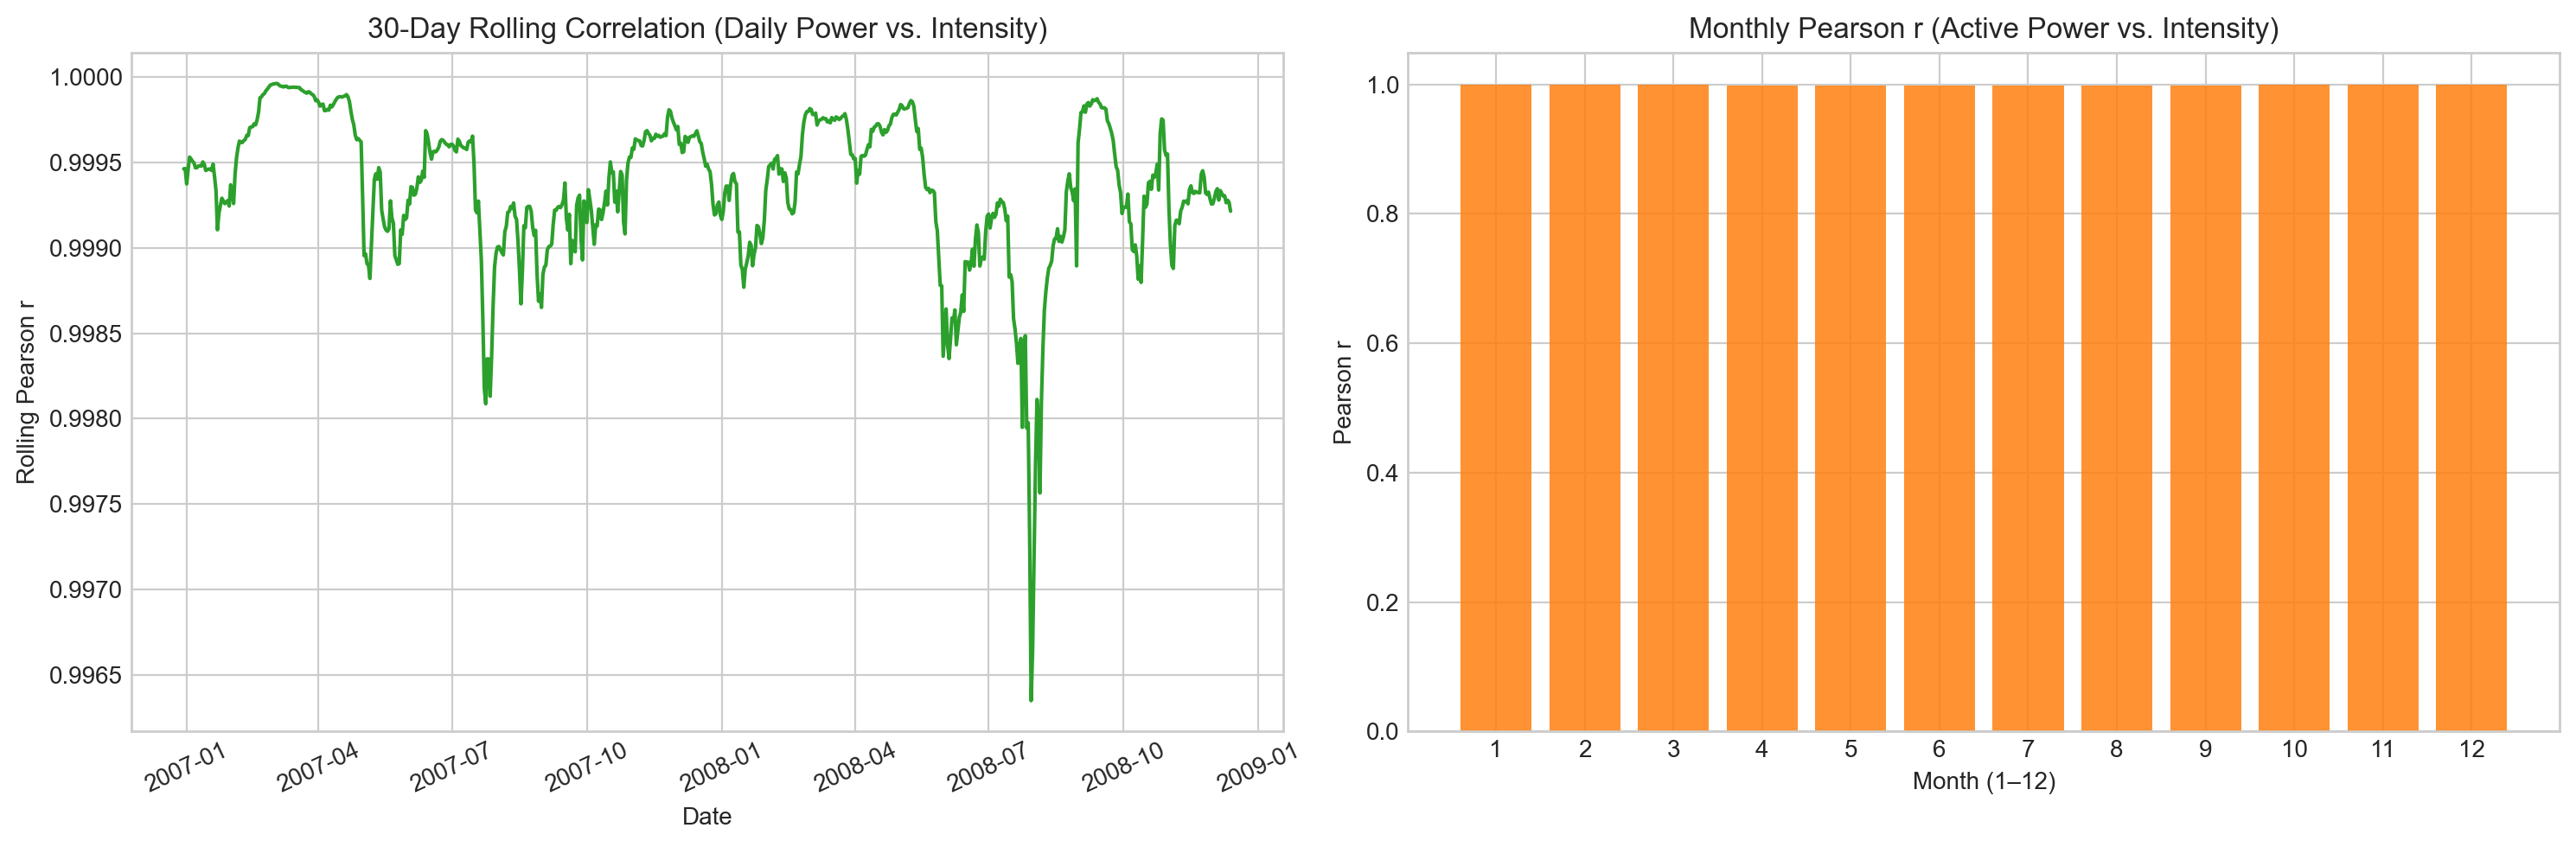 30-Day Rolling Correlation (Daily Power vs. Intensity)
1.0000
0.9995
0.9990
0.9985
0.9980
0.9975
0.9970
0.9965
Rolling Pearson r
2007-01 2007-04 2007-07 2007-10 2008-01 2008-04 2008-07 2008-10 2009-01
Date
Monthly Pearson r (Active Power vs. Intensity)
1.0
0.8
0.6
0.4
0.2
0.0
Pearson r
1 2 3 4 5 6 7 8 9 10 11 12
Month (1–12)